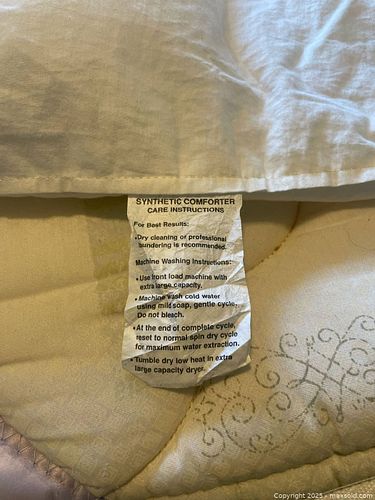 SYNTHETIC COMFORTER
CARE INSTRUCTIONS
For Best Results:
•Dry cleaning or professional
laundering is recommended.
Machine Washing Instructions:
• Use front load machine with
extra large capacity.
• Machine wash cold water
using mild soap, gentle cycle.
Do not bleach.
• At the end of complete cycle,
reset to normal spin dry cycle
for maximum water extraction.
• Tumble dry low heat in extra
large capacity dryer.
Copyright 2025 - maxsold.com